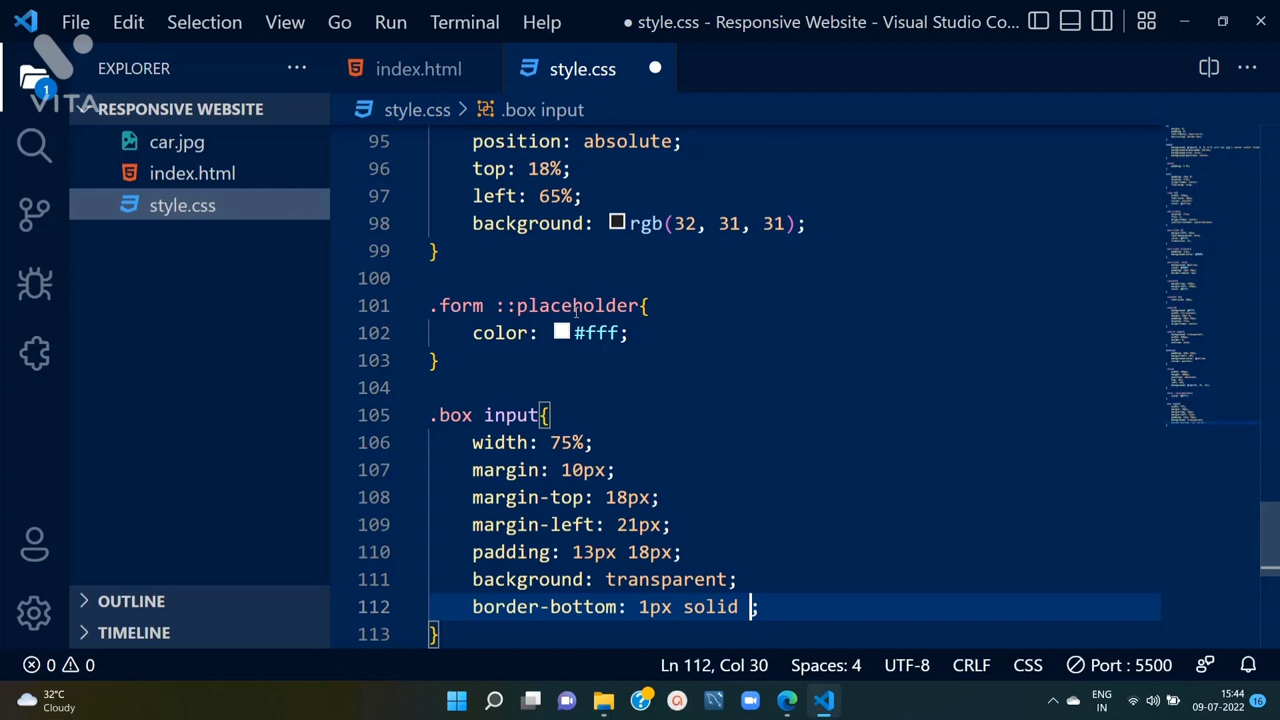 File Edit Selection View Go Run Terminal Help ● style.css - Responsive Website - Visual Studio Co...
EXPLORER ...
index.html
style.css
VITA
RESPONSIVE WEBSITE
style.css > .box input
car.jpg
index.html
style.css
1
95 position: absolute;
96 top: 18%;
97 left: 65%;
98 background: rgb(32, 31, 31);
99 }
100
101 .form ::placeholder{
102 color: #fff;
103 }
104
105 .box input{
106 width: 75%;
107 margin: 10px;
108 margin-top: 18px;
109 margin-left: 21px;
110 padding: 13px 18px;
111 background: transparent;
112 border-bottom: 1px solid ;
113 }
OUTLINE
TIMELINE
0 0 Ln 112, Col 30 Spaces: 4 UTF-8 CRLF CSS Port : 5500
32°C
Cloudy
ENG
IN
15:44
09-07-2022
16